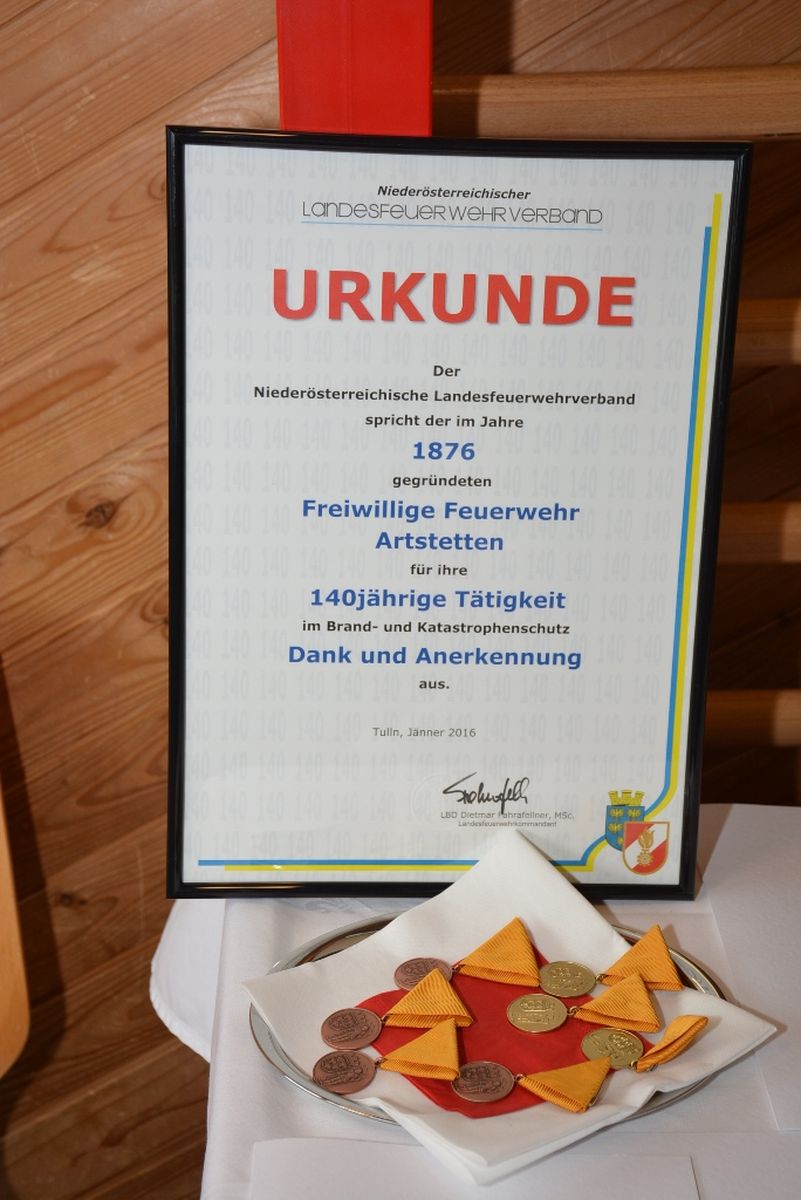 Niederösterreichischer
LANDESFEUERWEHRVERBAND
URKUNDE
Der
Niederösterreichische Landesfeuerwehrverband
spricht der im Jahre
1876
gegründeten
Freiwillige Feuerwehr
Artstetten
für ihre
140jährige Tätigkeit
im Brand- und Katastrophenschutz
Dank und Anerkennung
aus.
Tulln, Jänner 2016
LBD Dietmar Fahrafellner, MSc.
Landesfeuerwehrkommandant